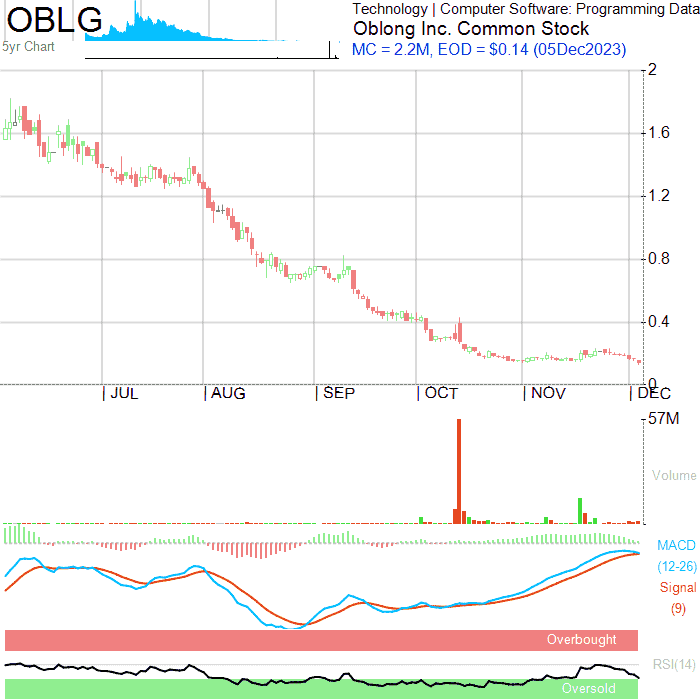 OBLG
5yr Chart
Technology | Computer Software: Programming Data
Oblong Inc. Common Stock
MC = 2.2M, EOD = $0.14 (05Dec2023)
2
1.6
1.2
0.8
0.4
0
JUL
AUG
SEP
OCT
NOV
DEC
57M
Volume
MACD
(12-26)
Signal
(9)
Overbought
RSI(14)
Oversold